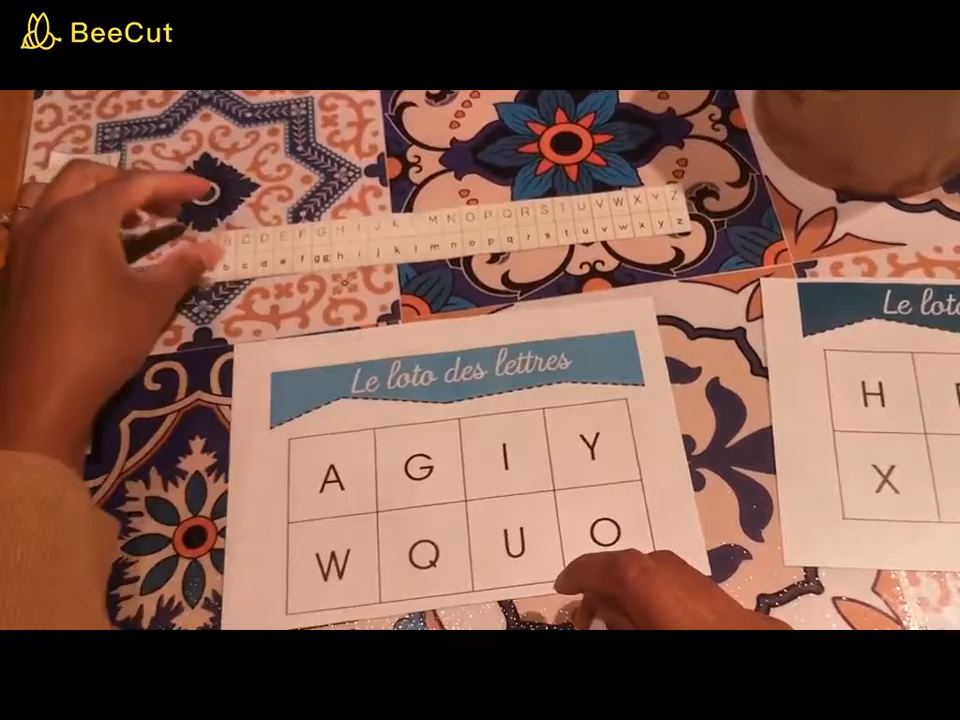 BeeCut
C D E F G H I J K M N O P Q R S T U V W X Y Z
b c d e f g g h i j k l m n o p q r s t u v w x y z
Le loto des lettres
A G I Y
W Q U O
Le loto
H
X